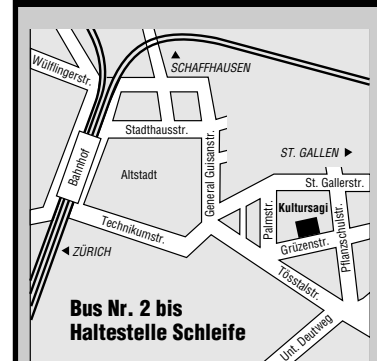 Wülflingerstr.
SCHAFFHAUSEN
Stadthausstr.
Bahnhof
Altstadt
General Guisanstr.
ST. GALLEN
St. Gallerstr.
Kultursagi
Palmstr.
Pflanzschulstr.
Grüzenstr.
Technikumstr.
ZÜRICH
Tösstalstr.
Unt. Deutweg
Bus Nr. 2 bis
Haltestelle Schleife